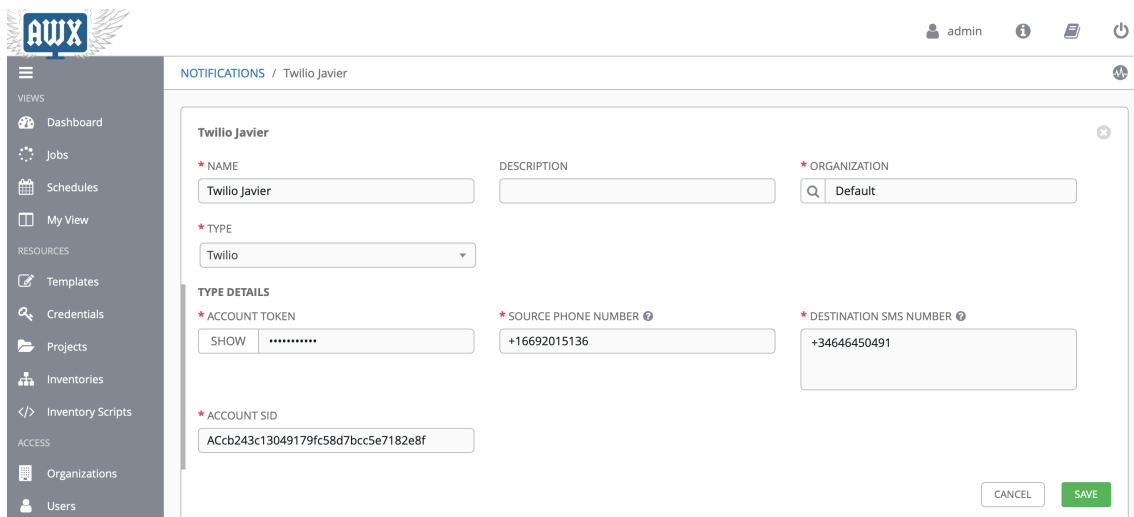 AWX
admin
NOTIFICATIONS / Twilio Javier
VIEWS
Dashboard
Jobs
Schedules
My View
RESOURCES
Templates
Credentials
Projects
Inventories
</> Inventory Scripts
ACCESS
Organizations
Users
Twilio Javier
* NAME
Twilio Javier
DESCRIPTION
* ORGANIZATION
Default
* TYPE
Twilio
TYPE DETAILS
* ACCOUNT TOKEN
SHOW •••••••••••
* SOURCE PHONE NUMBER
+16692015136
* DESTINATION SMS NUMBER
+34646450491
* ACCOUNT SID
ACcb243c13049179fc58d7bcc5e7182e8f
CANCEL
SAVE